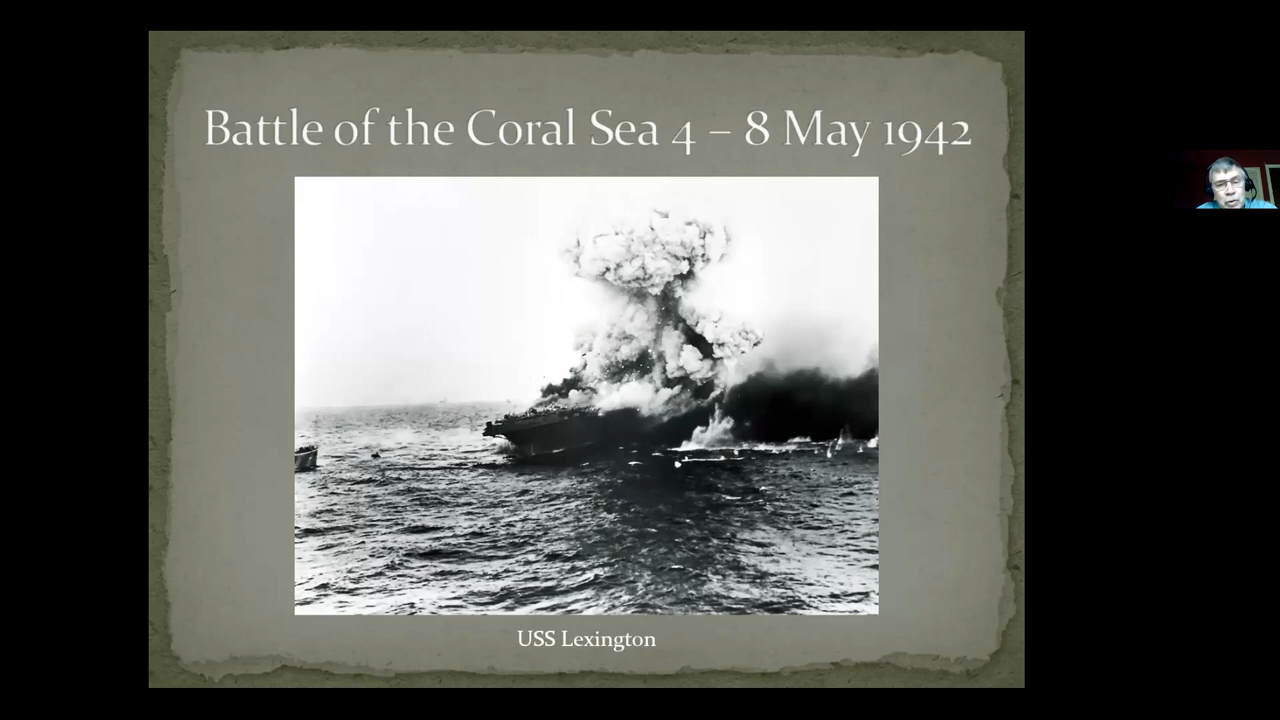 Battle of the Coral Sea 4 – 8 May 1942
USS Lexington